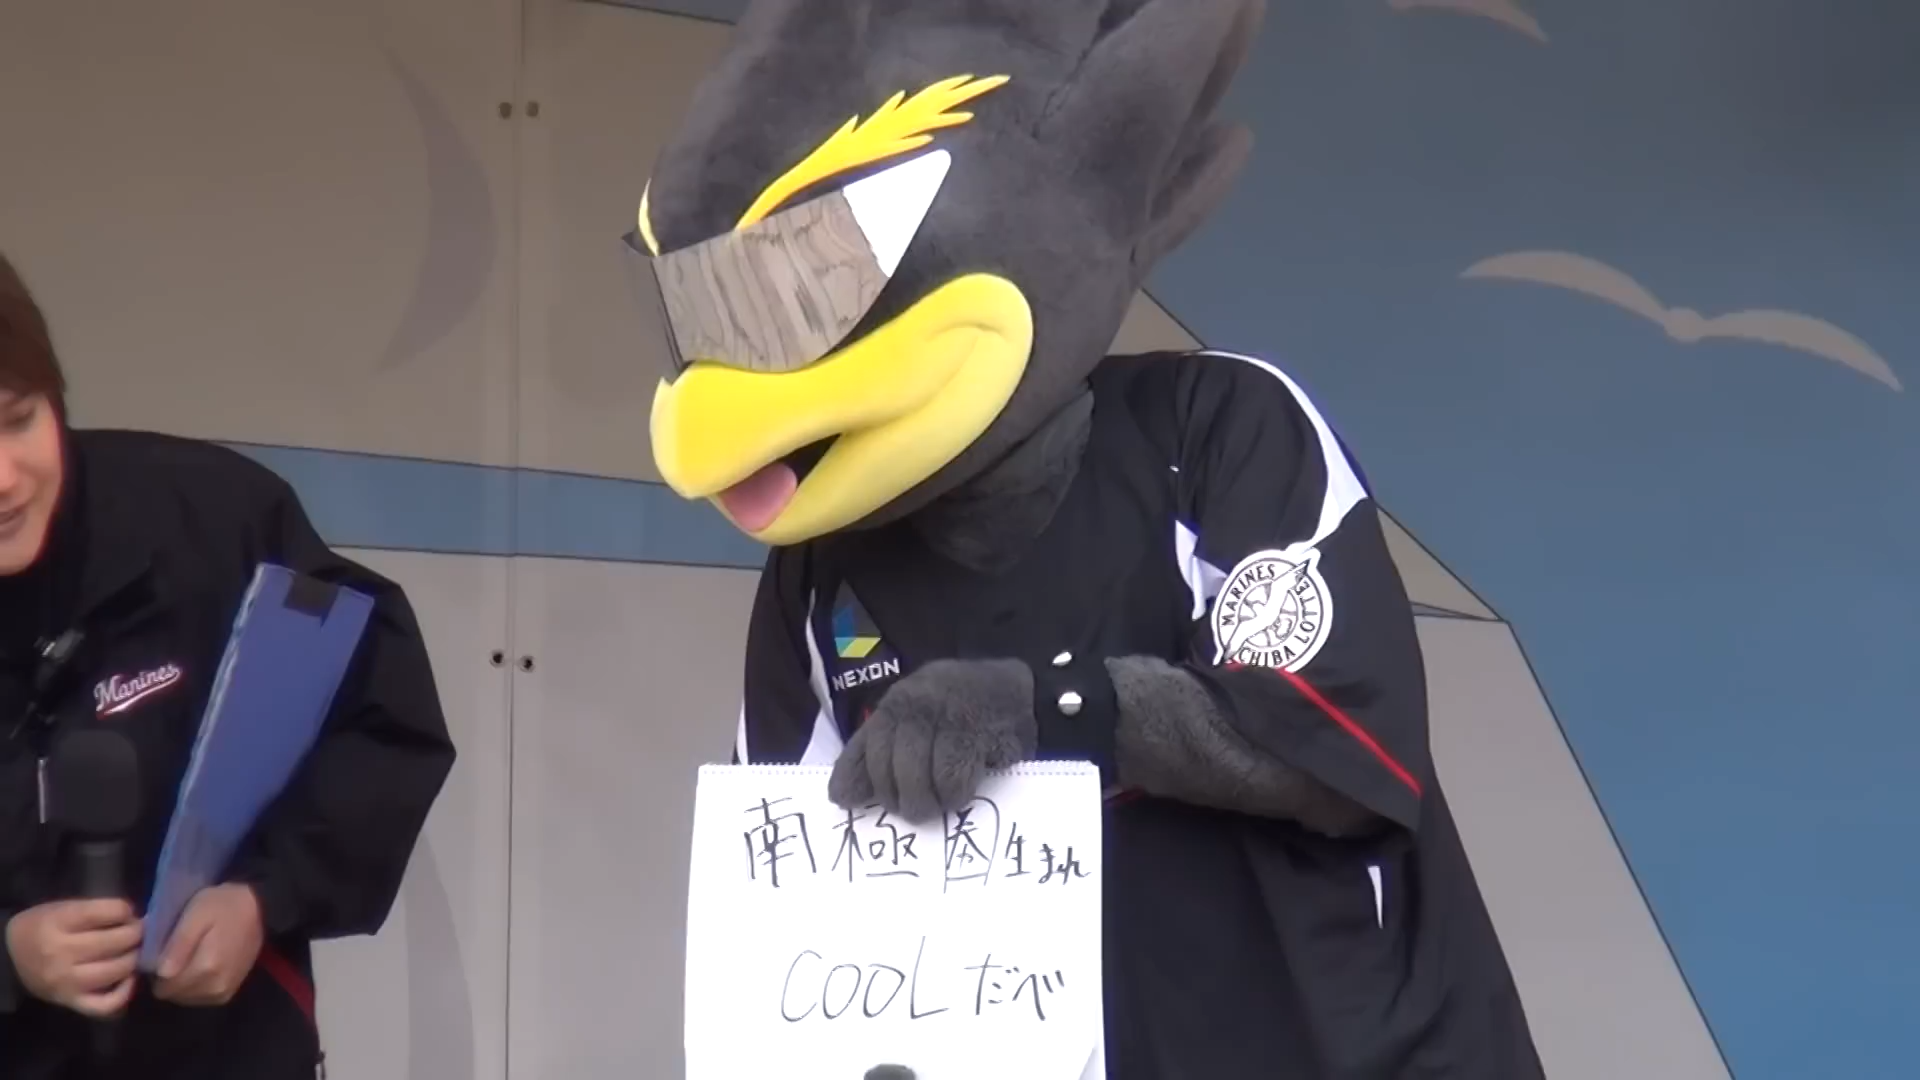 Marines
NEXON
MARINES
LOTTE
CHIBA
南極圏生まれ
COOLだべ